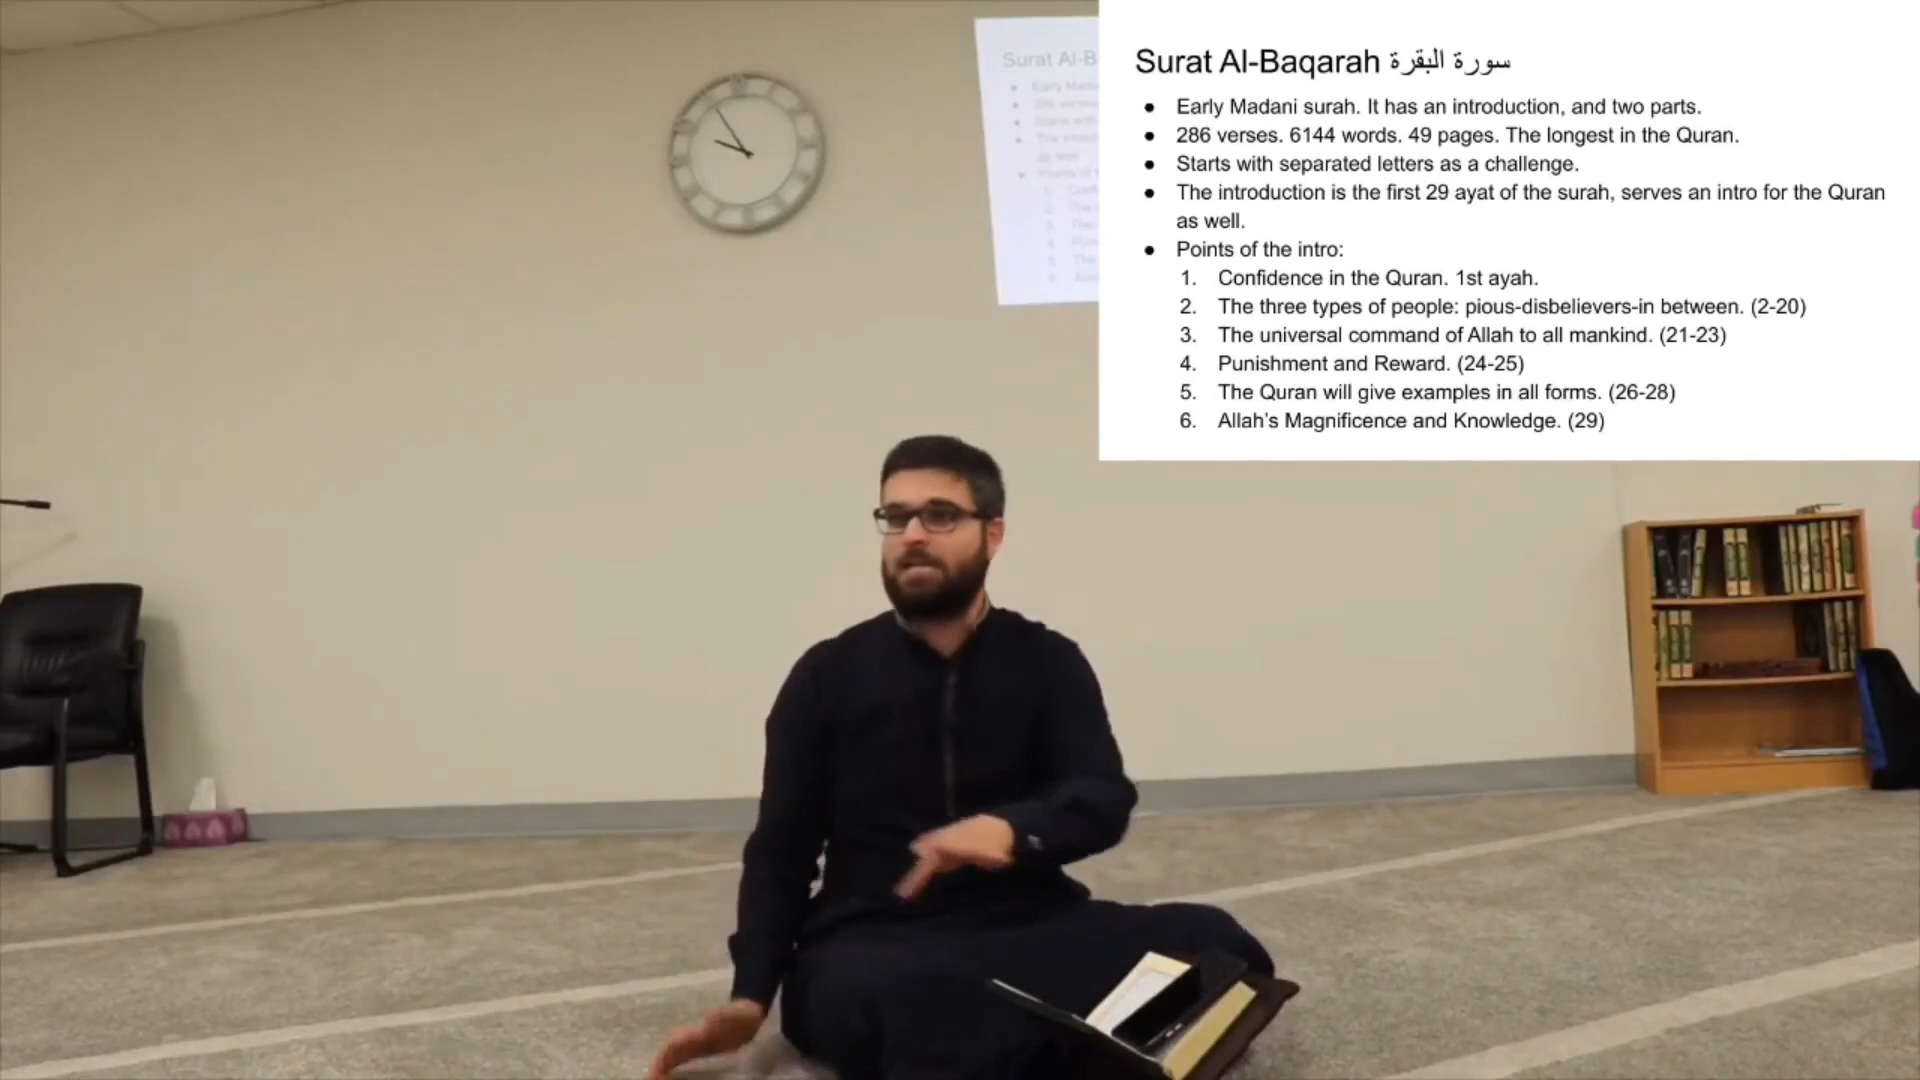 Surat Al-Baqarah سورة البقرة
● Early Madani surah. It has an introduction, and two parts.
● 286 verses. 6144 words. 49 pages. The longest in the Quran.
● Starts with separated letters as a challenge.
● The introduction is the first 29 ayat of the surah, serves an intro for the Quran
as well.
● Points of the intro:
1. Confidence in the Quran. 1st ayah.
2. The three types of people: pious-disbelievers-in between. (2-20)
3. The universal command of Allah to all mankind. (21-23)
4. Punishment and Reward. (24-25)
5. The Quran will give examples in all forms. (26-28)
6. Allah's Magnificence and Knowledge. (29)
Surat Al-B